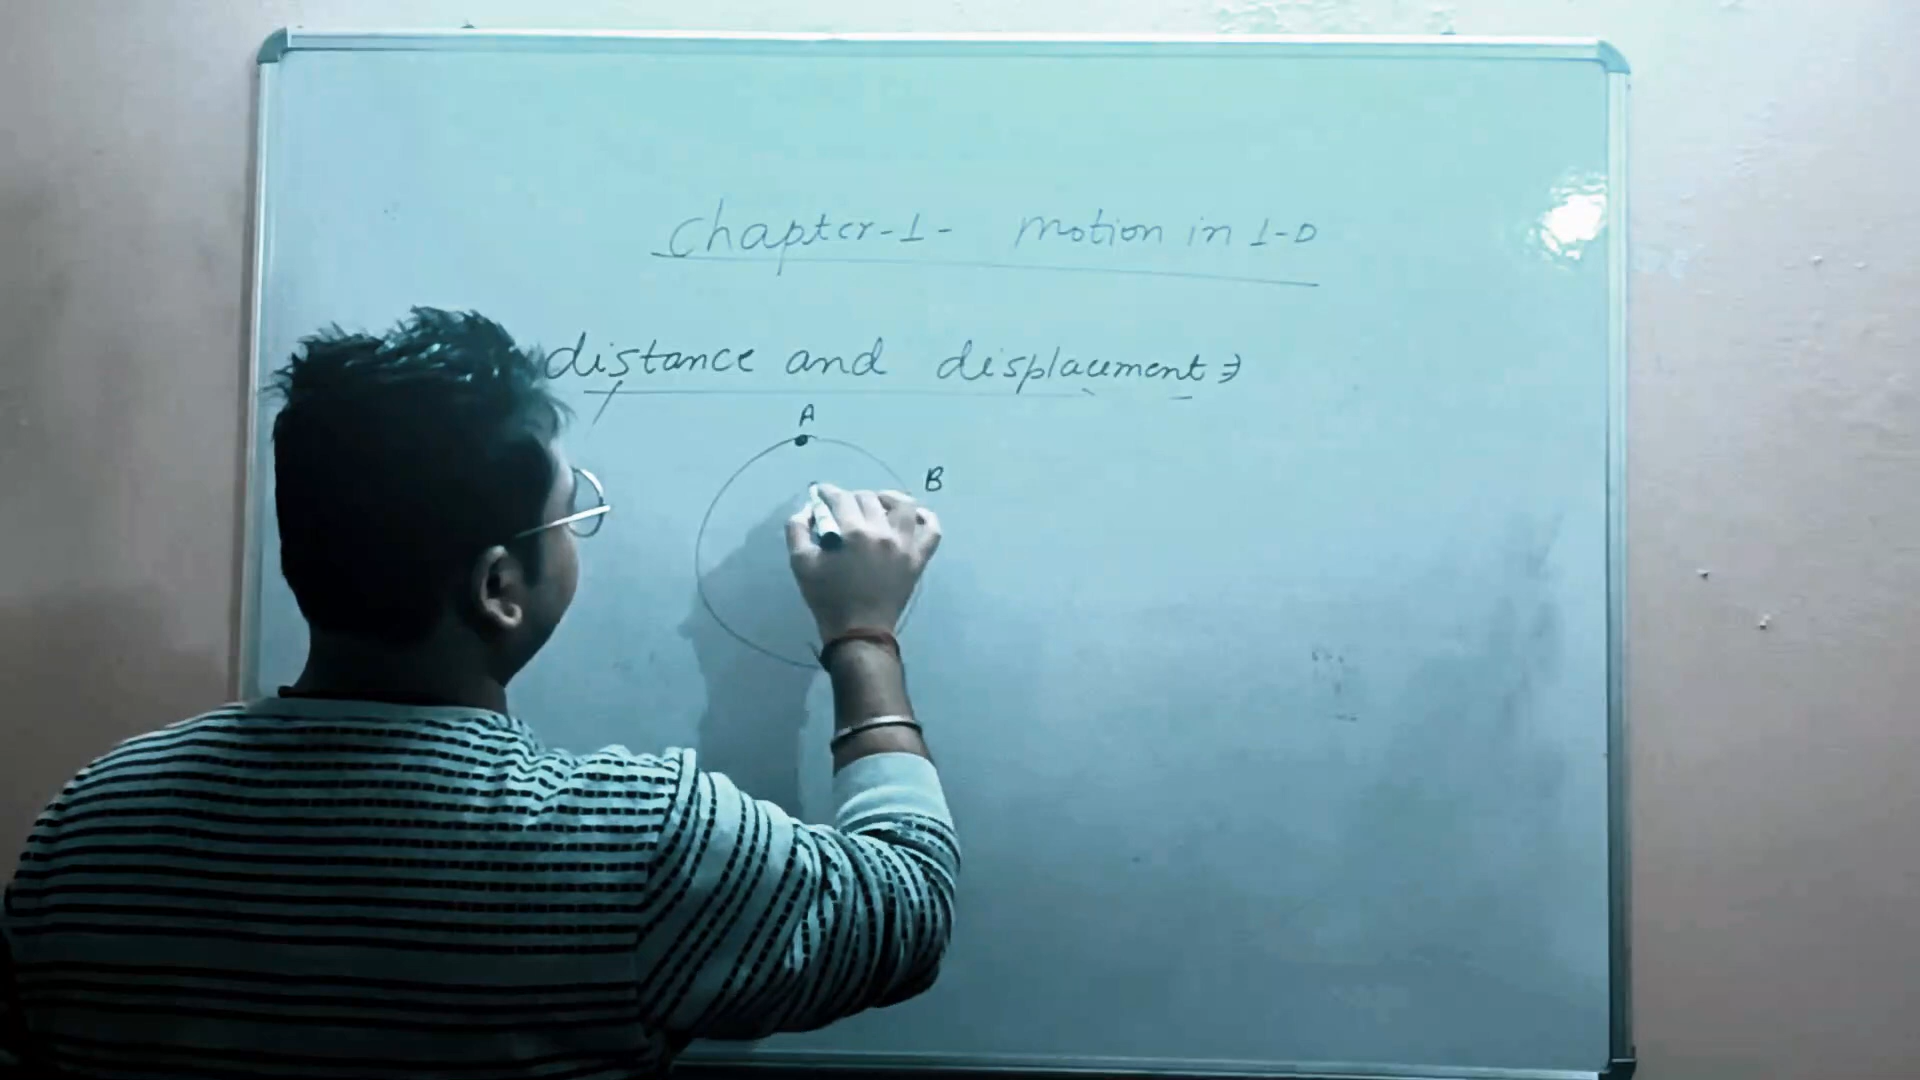 Chapter-1- Motion in 1-D
distance and displacement ⇒
A
B